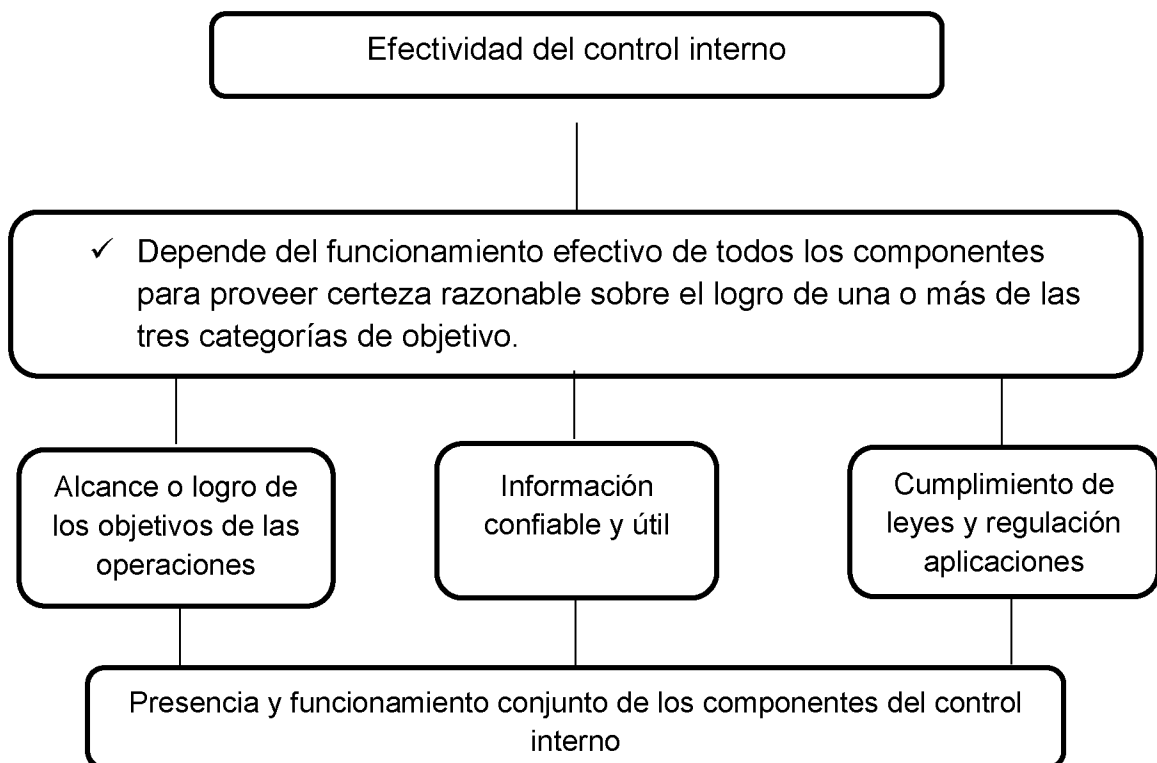 Efectividad del control interno
✓ Depende del funcionamiento efectivo de todos los componentes
para proveer certeza razonable sobre el logro de una o más de las
tres categorías de objetivo.
Alcance o logro de
los objetivos de las
operaciones
Información
confiable y útil
Cumplimiento de
leyes y regulación
aplicaciones
Presencia y funcionamiento conjunto de los componentes del control
interno